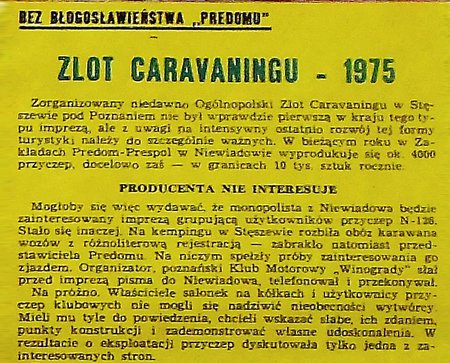 BEZ BŁOGOSŁAWIEŃSTWA „PREDOMU"
ZLOT CARAVANINGU - 1975
Zorganizowany niedawno Ogólnopolski Zlot Caravaningu w Stę-
szewie pod Poznaniem nie był wprawdzie pierwszą w kraju tego ty-
pu imprezą, ale z uwagi na intensywny ostatnio rozwój tej formy
turystyki należy do szczególnie ważnych. W bieżącym roku w Za-
kładach Predom-Prespol w Niewiadowie wyprodukuje się ok. 4000
przyczep, docelowo zaś — w granicach 10 tys. sztuk rocznie.
PRODUCENTA NIE INTERESUJE
Mogłoby się więc wydawać, że monopolista z Niewiadowa będzie
zainteresowany imprezą grupującą użytkowników przyczep N-126.
Stało się inaczej. Na kempingu w Stęszewie rozbiła obóz karawana
wozów z różnoliterową rejestracją — zabrakło natomiast przed-
stawiciela Predomu. Na niczym spełzły próby zainteresowania go
zjazdem. Organizator, poznański Klub Motorowy „Winogrady" słał
przed imprezą pisma do Niewiadowa, telefonował i przekonywał.
Na próżno. Właściciele salonek na kółkach i użytkownicy przy-
czep klubowych nie mogli się nadziwić nieobecności wytwórcy.
Mieli mu tyle do powiedzenia, chcieli wskazać słabe, ich zdaniem,
punkty konstrukcji i zademonstrować własne udoskonalenia. W
rezultacie o eksploatacji przyczep dyskutowała tylko jedna z za-
interesowanych stron.